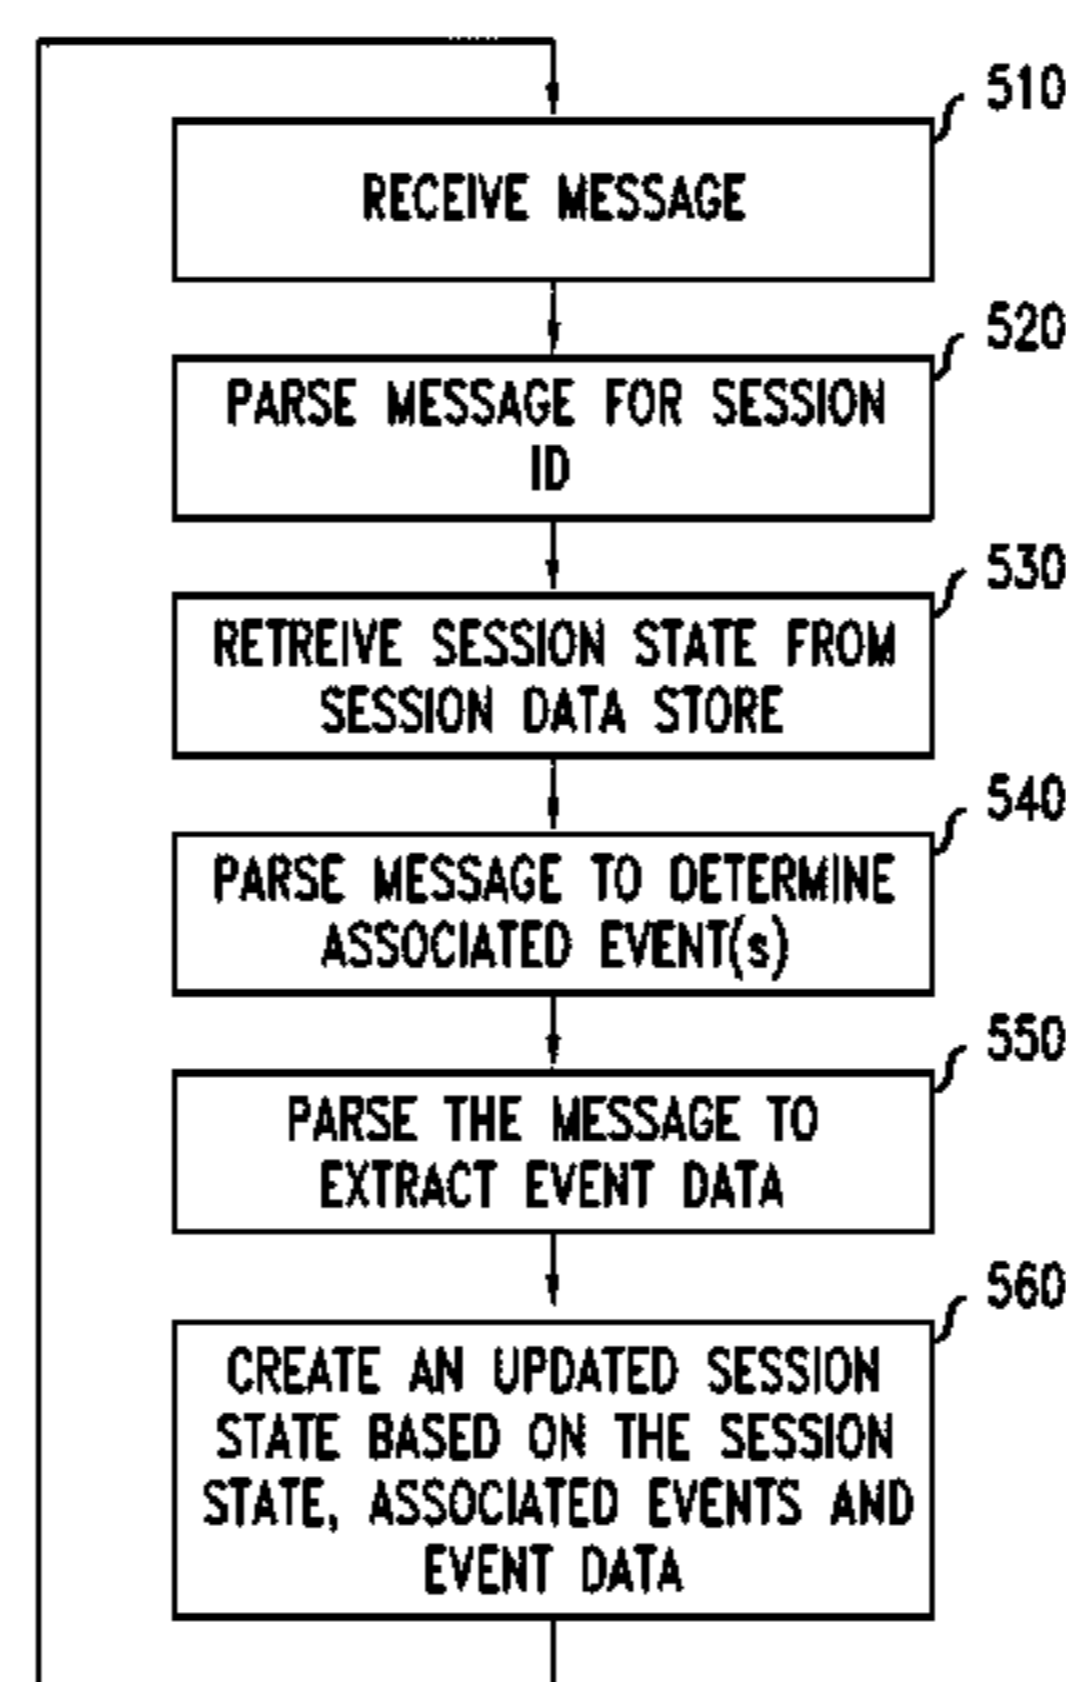 510
RECEIVE MESSAGE
520
PARSE MESSAGE FOR SESSION
ID
530
RETREIVE SESSION STATE FROM
SESSION DATA STORE
540
PARSE MESSAGE TO DETERMINE
ASSOCIATED EVENT(s)
550
PARSE THE MESSAGE TO
EXTRACT EVENT DATA
560
CREATE AN UPDATED SESSION
STATE BASED ON THE SESSION
STATE, ASSOCIATED EVENTS AND
EVENT DATA